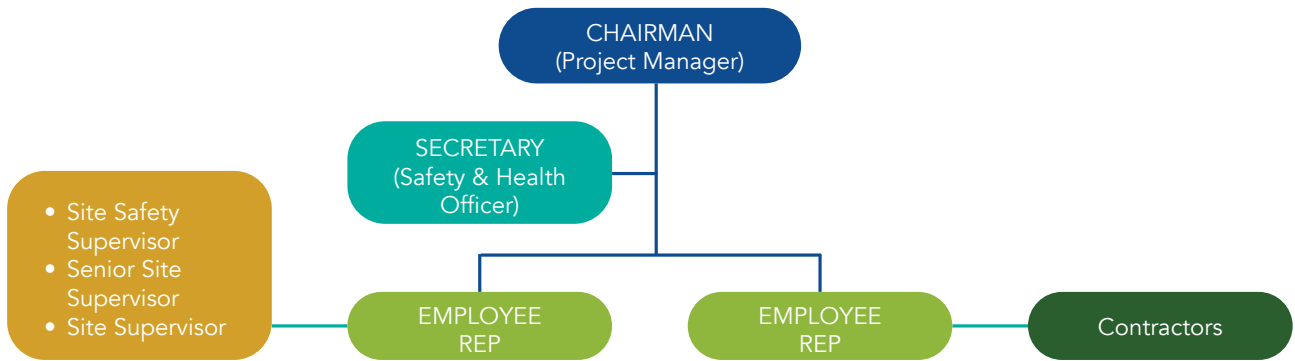 CHAIRMAN
(Project Manager)
SECRETARY
(Safety & Health
Officer)
• Site Safety
Supervisor
• Senior Site
Supervisor
• Site Supervisor
EMPLOYEE
REP
EMPLOYEE
REP
Contractors